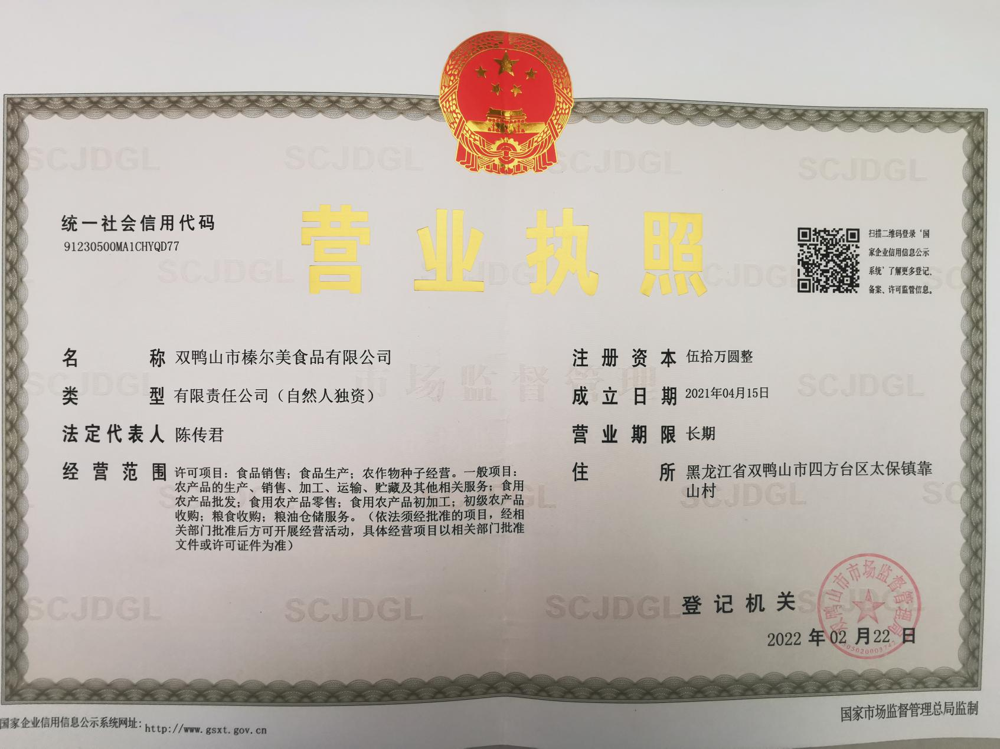 营业执照
统一社会信用代码
91230500MA1CHYQD77
扫描二维码登录‘国
家企业信用信息公示
系统’了解更多登记、
备案、许可监管信息。
名称 双鸭山市榛尔美食品有限公司
类型 有限责任公司（自然人独资）
法定代表人 陈传君
经营范围 许可项目：食品销售；食品生产；农作物种子经营。一般项目：
农产品的生产、销售、加工、运输、贮藏及其他相关服务；食用
农产品批发；食用农产品零售；食用农产品初加工；初级农产品
收购；粮食收购；粮油仓储服务。（依法须经批准的项目，经相
关部门批准后方可开展经营活动，具体经营项目以相关部门批准
文件或许可证件为准）
注册资本 伍拾万圆整
成立日期 2021年04月15日
营业期限 长期
住所 黑龙江省双鸭山市四方台区太保镇靠
山村
登记机关
双鸭山市市场监督管理局
2022 年 02 月 22 日
国家企业信用信息公示系统网址：http://www.gsxt.gov.cn
国家市场监督管理总局监制
SCJDGL
市场监督管理